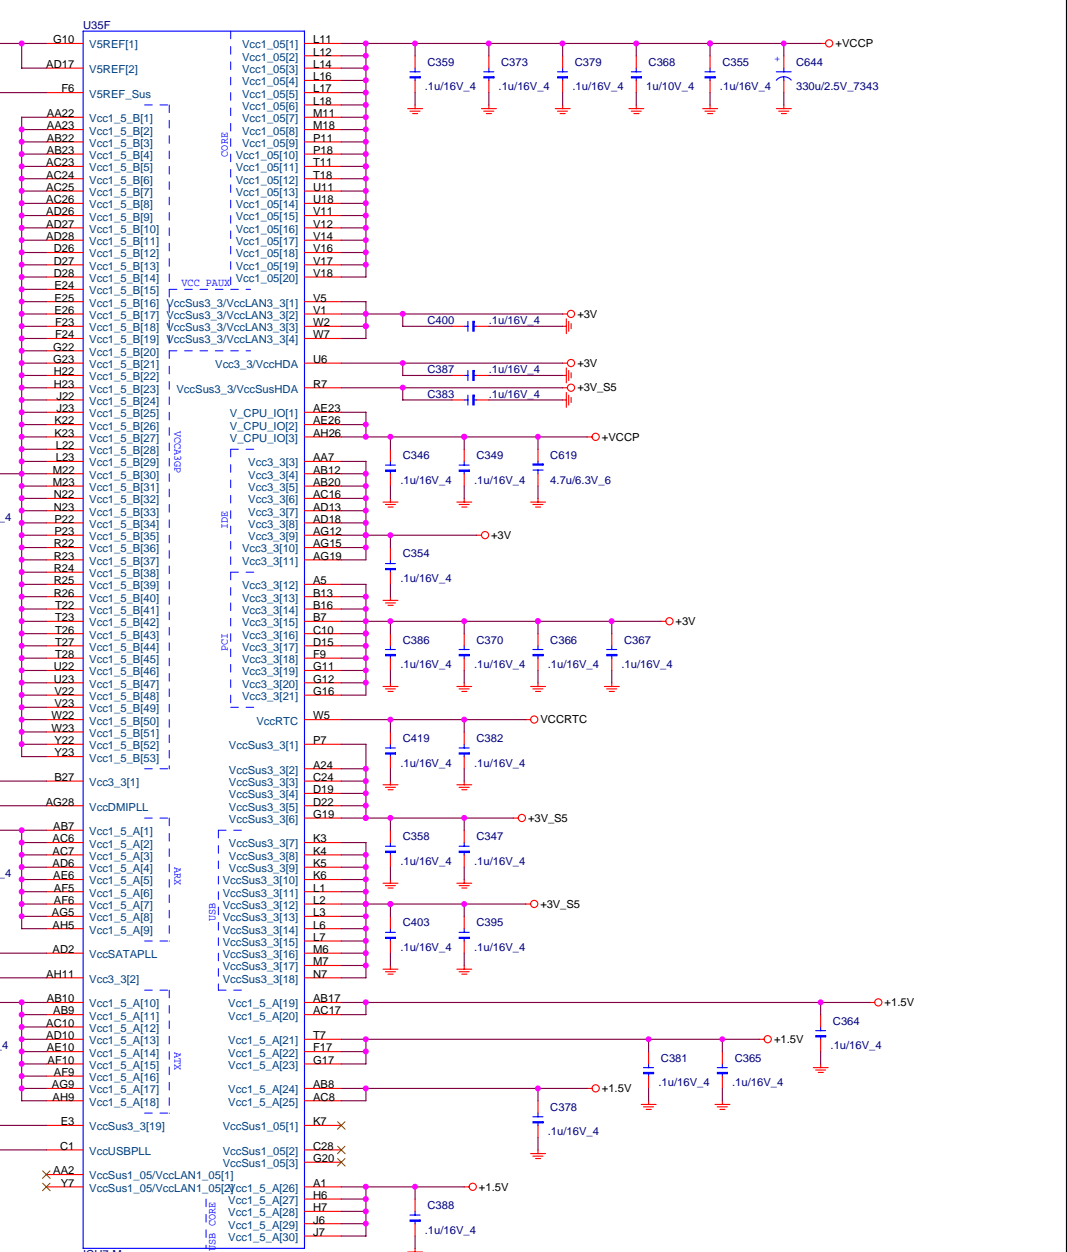 U35F
G10 V5REF[1]
AD17 V5REF[2]
F6 V5REF_Sus
AA22 Vcc1_5_B[1]
AA23 Vcc1_5_B[2]
AB22 Vcc1_5_B[3]
AB23 Vcc1_5_B[4]
AC23 Vcc1_5_B[5]
AC24 Vcc1_5_B[6]
AC25 Vcc1_5_B[7]
AC26 Vcc1_5_B[8]
AD26 Vcc1_5_B[9]
AD27 Vcc1_5_B[10]
AD28 Vcc1_5_B[11]
D26 Vcc1_5_B[12]
D27 Vcc1_5_B[13]
D28 Vcc1_5_B[14]
E24 Vcc1_5_B[15]
E25 Vcc1_5_B[16]
E26 Vcc1_5_B[17]
F23 Vcc1_5_B[18]
F24 Vcc1_5_B[19]
G22 Vcc1_5_B[20]
G23 Vcc1_5_B[21]
H22 Vcc1_5_B[22]
H23 Vcc1_5_B[23]
J22 Vcc1_5_B[24]
J23 Vcc1_5_B[25]
K22 Vcc1_5_B[26]
K23 Vcc1_5_B[27]
L22 Vcc1_5_B[28]
L23 Vcc1_5_B[29]
M22 Vcc1_5_B[30]
M23 Vcc1_5_B[31]
N22 Vcc1_5_B[32]
N23 Vcc1_5_B[33]
P22 Vcc1_5_B[34]
P23 Vcc1_5_B[35]
R22 Vcc1_5_B[36]
R23 Vcc1_5_B[37]
R24 Vcc1_5_B[38]
R25 Vcc1_5_B[39]
R26 Vcc1_5_B[40]
T22 Vcc1_5_B[41]
T23 Vcc1_5_B[42]
T26 Vcc1_5_B[43]
T27 Vcc1_5_B[44]
T28 Vcc1_5_B[45]
U22 Vcc1_5_B[46]
U23 Vcc1_5_B[47]
V22 Vcc1_5_B[48]
V23 Vcc1_5_B[49]
W22 Vcc1_5_B[50]
W23 Vcc1_5_B[51]
Y22 Vcc1_5_B[52]
Y23 Vcc1_5_B[53]
B27 Vcc3_3[1]
AG28 VccDMIPLL
AB7 Vcc1_5_A[1]
AC6 Vcc1_5_A[2]
AC7 Vcc1_5_A[3]
AD6 Vcc1_5_A[4]
AE6 Vcc1_5_A[5]
AF5 Vcc1_5_A[6]
AF6 Vcc1_5_A[7]
AG5 Vcc1_5_A[8]
AH5 Vcc1_5_A[9]
AD2 VccSATAPLL
AH11 Vcc3_3[2]
AB10 Vcc1_5_A[10]
AB9 Vcc1_5_A[11]
AC10 Vcc1_5_A[12]
AD10 Vcc1_5_A[13]
AE10 Vcc1_5_A[14]
AF10 Vcc1_5_A[15]
AF9 Vcc1_5_A[16]
AG9 Vcc1_5_A[17]
AH9 Vcc1_5_A[18]
E3 VccSus3_3[19]
C1 VccUSBPLL
AA2 VccSus1_05/VccLAN1_05[1]
Y7 VccSus1_05/VccLAN1_05[2]
_4
_4
_4
CORE
VCC PAUX
VCCA3GP
IDE
PCI
ARX
USB
ATX
USB CORE
Vcc1_05[1] L11
Vcc1_05[2] L12
Vcc1_05[3] L14
Vcc1_05[4] L16
Vcc1_05[5] L17
Vcc1_05[6] L18
Vcc1_05[7] M11
Vcc1_05[8] M18
Vcc1_05[9] P11
Vcc1_05[10] P18
Vcc1_05[11] T11
Vcc1_05[12] T18
Vcc1_05[13] U11
Vcc1_05[14] U18
Vcc1_05[15] V11
Vcc1_05[16] V12
Vcc1_05[17] V14
Vcc1_05[18] V16
Vcc1_05[19] V17
Vcc1_05[20] V18
VccSus3_3/VccLAN3_3[1] V5
VccSus3_3/VccLAN3_3[2] V1
VccSus3_3/VccLAN3_3[3] W2
VccSus3_3/VccLAN3_3[4] W7
Vcc3_3/VccHDA U6
VccSus3_3/VccSusHDA R7
V_CPU_IO[1] AE23
V_CPU_IO[2] AE26
V_CPU_IO[3] AH26
Vcc3_3[3] AA7
Vcc3_3[4] AB12
Vcc3_3[5] AB20
Vcc3_3[6] AC16
Vcc3_3[7] AD13
Vcc3_3[8] AD18
Vcc3_3[9] AG12
Vcc3_3[10] AG15
Vcc3_3[11] AG19
Vcc3_3[12] A5
Vcc3_3[13] B13
Vcc3_3[14] B16
Vcc3_3[15] B7
Vcc3_3[16] C10
Vcc3_3[17] D15
Vcc3_3[18] F9
Vcc3_3[19] G11
Vcc3_3[20] G12
Vcc3_3[21] G16
VccRTC W5
VccSus3_3[1] P7
VccSus3_3[2] A24
VccSus3_3[3] C24
VccSus3_3[4] D19
VccSus3_3[5] D22
VccSus3_3[6] G19
VccSus3_3[7] K3
VccSus3_3[8] K4
VccSus3_3[9] K5
VccSus3_3[10] K6
VccSus3_3[11] L1
VccSus3_3[12] L2
VccSus3_3[13] L3
VccSus3_3[14] L6
VccSus3_3[15] L7
VccSus3_3[16] M6
VccSus3_3[17] M7
VccSus3_3[18] N7
Vcc1_5_A[19] AB17
Vcc1_5_A[20] AC17
Vcc1_5_A[21] T7
Vcc1_5_A[22] F17
Vcc1_5_A[23] G17
Vcc1_5_A[24] AB8
Vcc1_5_A[25] AC8
VccSus1_05[1] K7
VccSus1_05[2] C28
VccSus1_05[3] G20
Vcc1_5_A[26] A1
Vcc1_5_A[27] H6
Vcc1_5_A[28] H7
Vcc1_5_A[29] J6
Vcc1_5_A[30] J7
+VCCP
C359 C373 C379 C368 C355 + C644
.1u/16V_4 .1u/16V_4 .1u/16V_4 1u/10V_4 .1u/16V_4 330u/2.5V_7343
+3V
C400 .1u/16V_4
+3V
C387 .1u/16V_4
+3V_S5
C383 .1u/16V_4
+VCCP
C346 C349 C619
.1u/16V_4 .1u/16V_4 4.7u/6.3V_6
+3V
C354
.1u/16V_4
+3V
C386 C370 C366 C367
.1u/16V_4 .1u/16V_4 .1u/16V_4 .1u/16V_4
VCCRTC
C419 C382
.1u/16V_4 .1u/16V_4
+3V_S5
C358 C347
.1u/16V_4 .1u/16V_4
+3V_S5
C403 C395
.1u/16V_4 .1u/16V_4
+1.5V
C364
.1u/16V_4
+1.5V
C381 C365
.1u/16V_4 .1u/16V_4
+1.5V
C378
.1u/16V_4
+1.5V
C388
.1u/16V_4